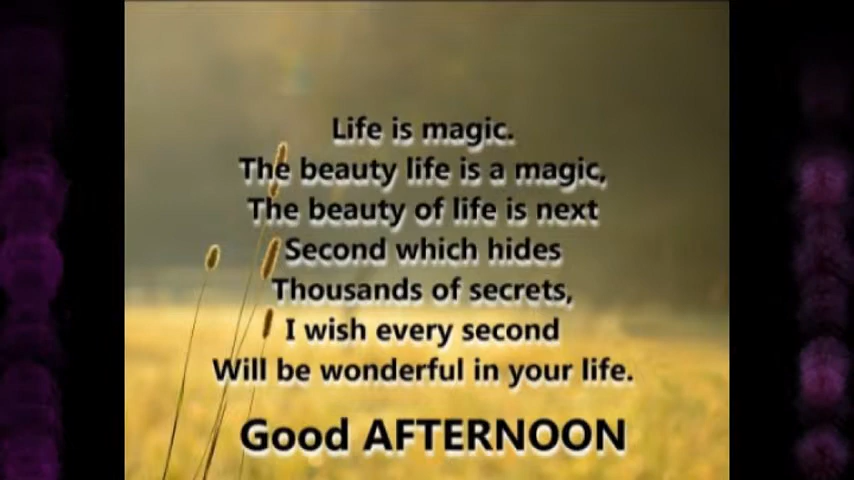 Life is magic.
The beauty life is a magic,
The beauty of life is next
Second which hides
Thousands of secrets,
I wish every second
Will be wonderful in your life.
Good AFTERNOON